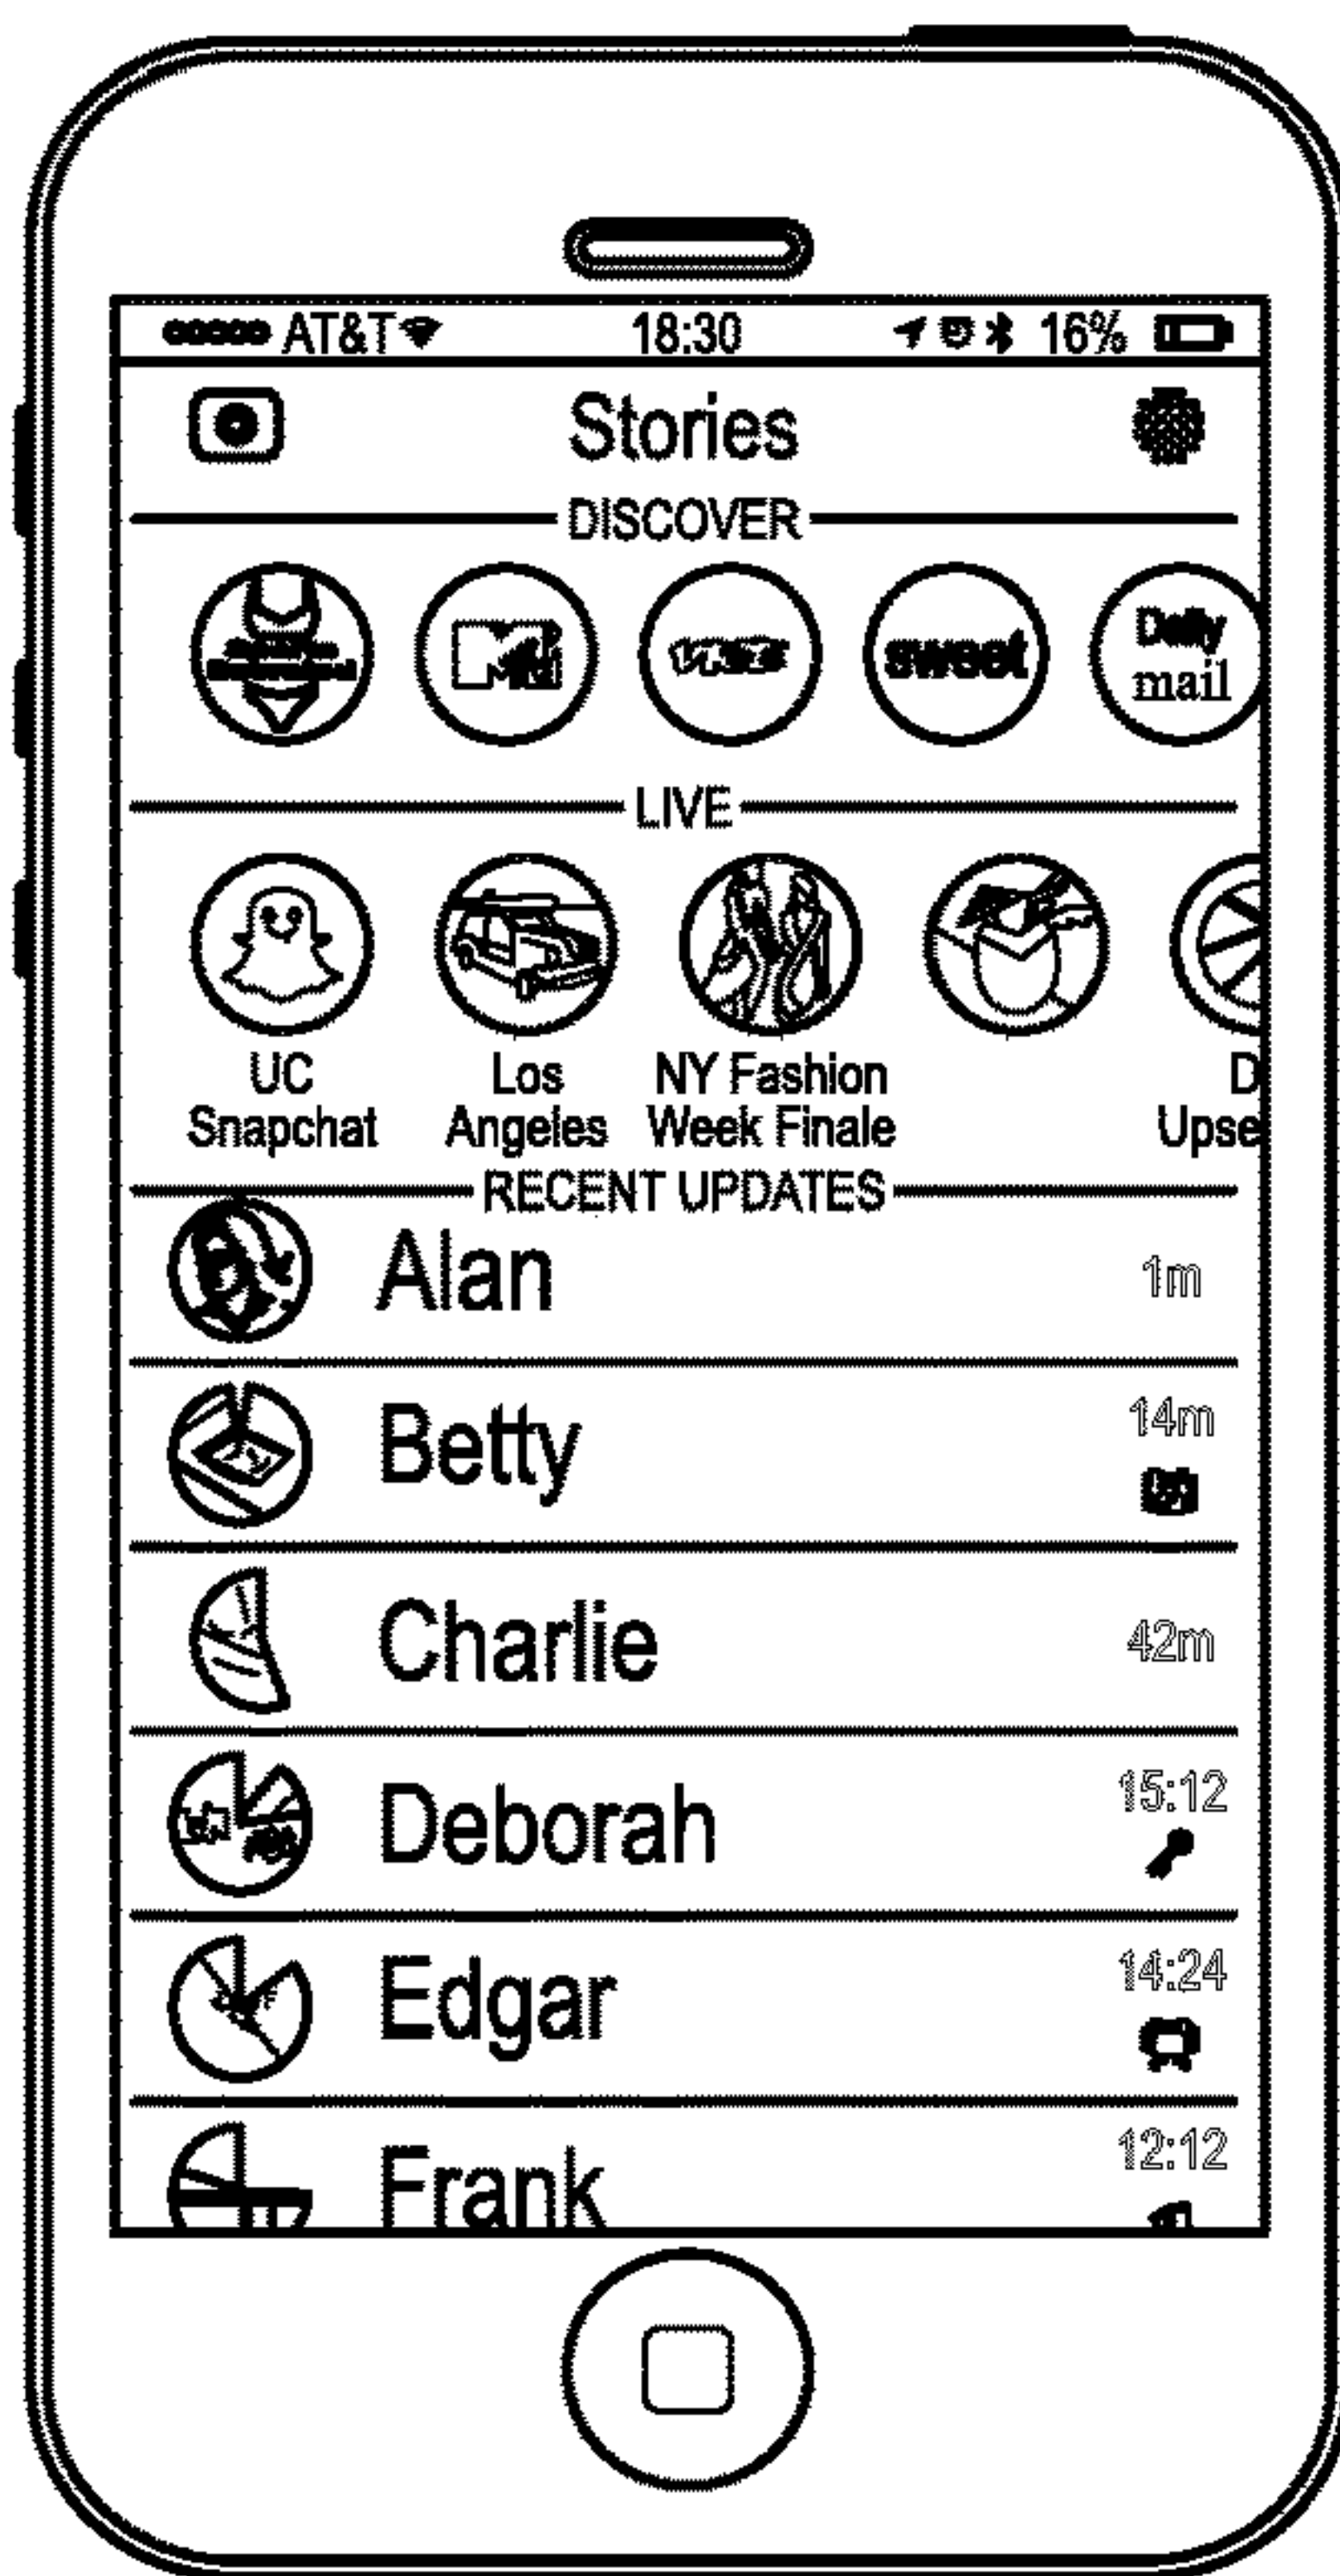 AT&T 18:30 16%
Stories
DISCOVER
sweet
Daily
mail
LIVE
UC
Snapchat
Los
Angeles
NY Fashion
Week Finale
D
Upse
RECENT UPDATES
Alan 1m
Betty 14m
Charlie 42m
Deborah 15:12
Edgar 14:24
Frank 12:12